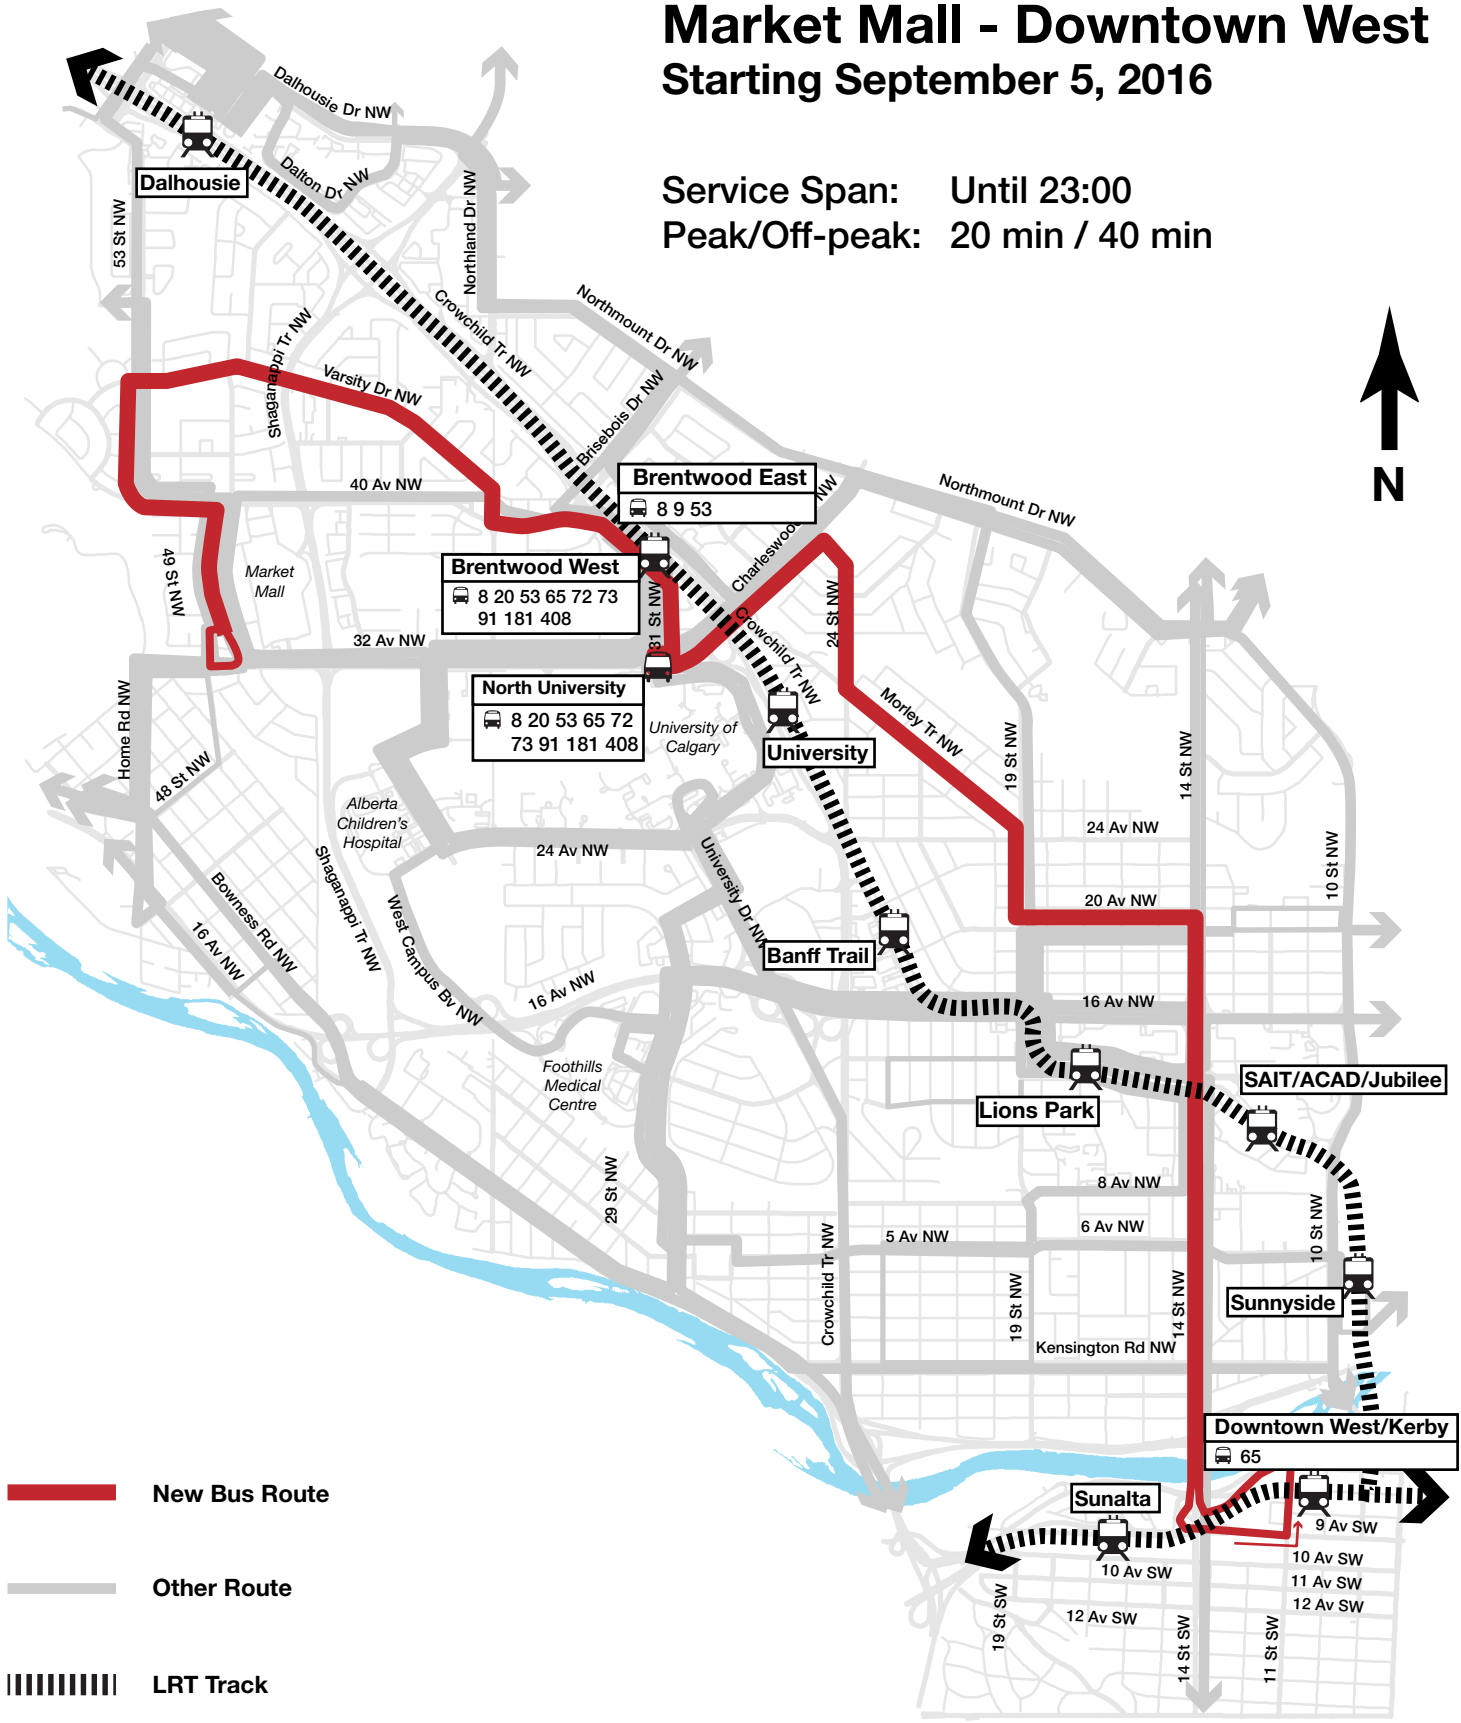 Market Mall - Downtown West
Starting September 5, 2016
Service Span: Until 23:00
Peak/Off-peak: 20 min / 40 min
Dalhousie Dr NW
Dalton Dr NW
Dalhousie
53 St NW
Northland Dr NW
Crowchild Tr NW
Northmount Dr NW
Shaganappi Tr NW
Varsity Dr NW
Brisebois Dr NW
N
40 Av NW
Brentwood East
8 9 53
NW
Northmount Dr NW
Charleswoo
49 St NW
Market
Mall
Brentwood West
8 20 53 65 72 73
91 181 408
31 St NW
24 St NW
Crowchild Tr NW
32 Av NW
North University
8 20 53 65 72
73 91 181 408
University of
Calgary
University
Morley Tr NW
Home Rd NW
48 St NW
19 St NW
14 St NW
Alberta
Children's
Hospital
24 Av NW
24 Av NW
10 St NW
Shaganappi Tr NW
University Dr NW
Bowness Rd NW
16 Av NW
West Campus Bv NW
20 Av NW
Banff Trail
16 Av NW
16 Av NW
Foothills
Medical
Centre
Lions Park
SAIT/ACAD/Jubilee
29 St NW
8 Av NW
5 Av NW
6 Av NW
10 St NW
Crowchild Tr NW
19 St NW
14 St NW
Sunnyside
Kensington Rd NW
Downtown West/Kerby
65
Sunalta
9 Av SW
10 Av SW
10 Av SW
11 Av SW
12 Av SW
12 Av SW
19 St SW
14 St SW
11 St SW
New Bus Route
Other Route
LRT Track